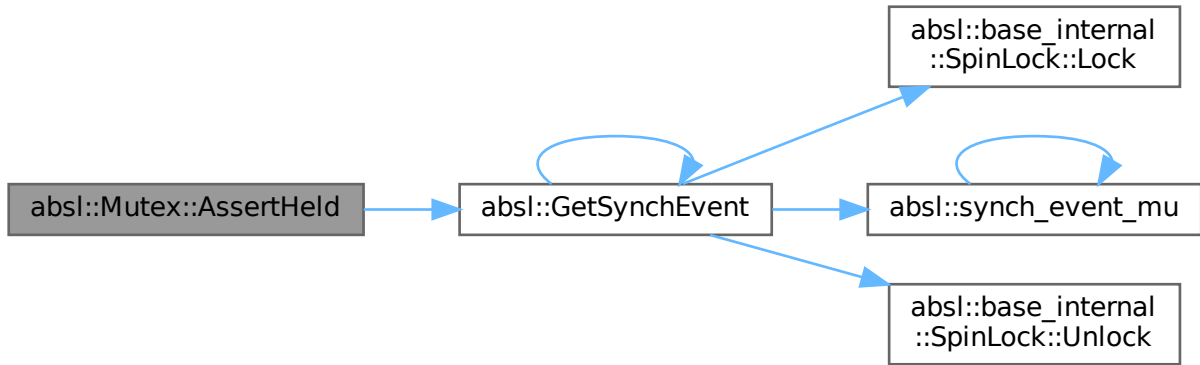 absl::base_internal
::SpinLock::Lock
absl::Mutex::AssertHeld
absl::GetSynchEvent
absl::synch_event_mu
absl::base_internal
::SpinLock::Unlock